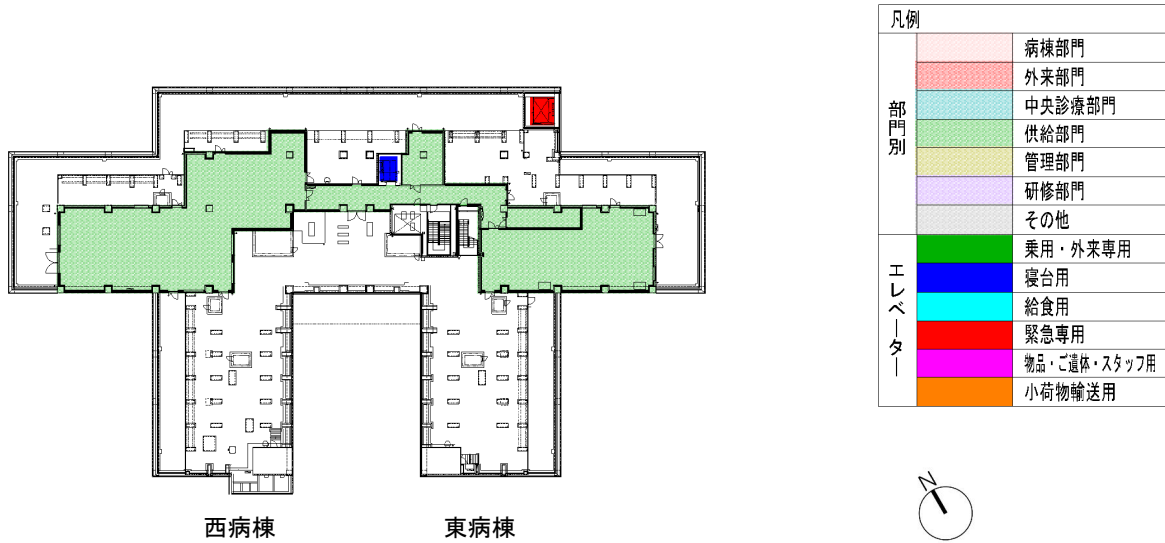 凡例
部門別
病棟部門
外来部門
中央診療部門
供給部門
管理部門
研修部門
その他
エレベーター
乗用・外来専用
寝台用
給食用
緊急専用
物品・ご遺体・スタッフ用
小荷物輸送用
N
西病棟
東病棟